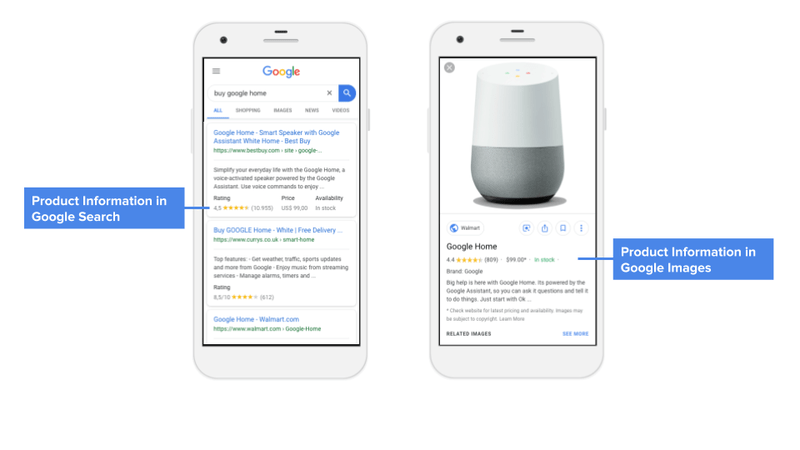 Google
buy google home
ALL SHOPPING IMAGES NEWS VIDEOS
Google Home - Smart Speaker with Google
Assistant White Home - Best Buy
https://www.bestbuy.com › site › google-...
Simplify your everyday life with the Google Home, a
voice-activated speaker powered by the Google
Assistant. Use voice commands to enjoy ...
Rating Price Availability
4,5 (10.955) US$ 99,00 In stock
Buy GOOGLE Home - White | Free Delivery ...
https://www.currys.co.uk › smart-home
Top features: - Get weather, traffic, sports updates
and more from Google - Enjoy music from streaming
services - Manage alarms, timers and ...
Rating
8,5/10 (612)
Google Home - Walmart.com
https://www.walmart.com › Google-Home
Product Information in
Google Search
Walmart
Google Home
4.4 (809) · $99.00* · In stock ·
Brand: Google
Big help is here with Google Home. Its powered by the
Google Assistant, so you can ask it questions and tell it
to do things. Just start with Ok ...
* Check website for latest pricing and availability. Images may
be subject to copyright. Learn More
RELATED IMAGES SEE MORE
Product Information in
Google Images